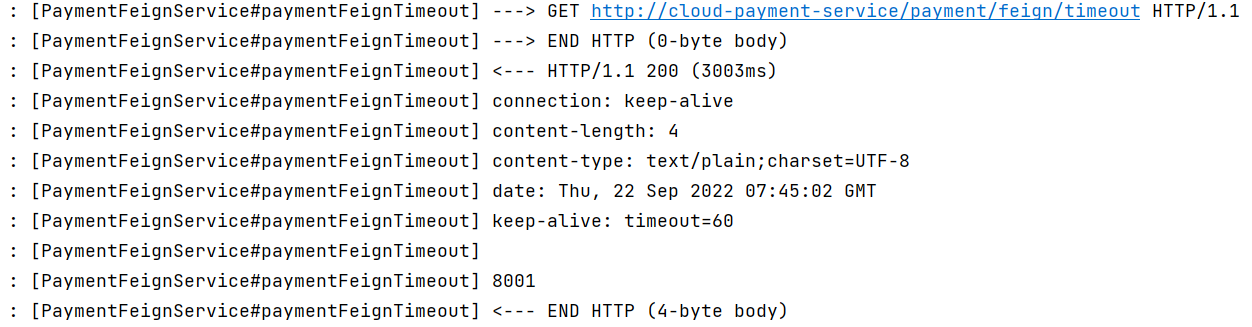 : [PaymentFeignService#paymentFeignTimeout] ---> GET http://cloud-payment-service/payment/feign/timeout HTTP/1.1
: [PaymentFeignService#paymentFeignTimeout] ---> END HTTP (0-byte body)
: [PaymentFeignService#paymentFeignTimeout] <--- HTTP/1.1 200 (3003ms)
: [PaymentFeignService#paymentFeignTimeout] connection: keep-alive
: [PaymentFeignService#paymentFeignTimeout] content-length: 4
: [PaymentFeignService#paymentFeignTimeout] content-type: text/plain;charset=UTF-8
: [PaymentFeignService#paymentFeignTimeout] date: Thu, 22 Sep 2022 07:45:02 GMT
: [PaymentFeignService#paymentFeignTimeout] keep-alive: timeout=60
: [PaymentFeignService#paymentFeignTimeout]
: [PaymentFeignService#paymentFeignTimeout] 8001
: [PaymentFeignService#paymentFeignTimeout] <--- END HTTP (4-byte body)